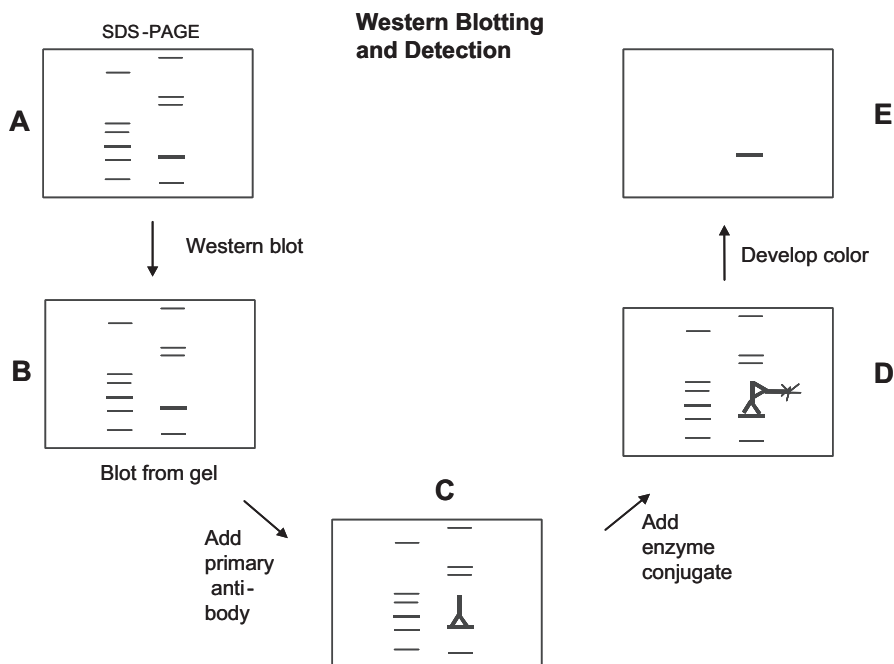 Western Blotting
and Detection
SDS-PAGE
A
Western blot
B
Blot from gel
Add
primary
anti-
body
C
Add
enzyme
conjugate
D
Develop color
E